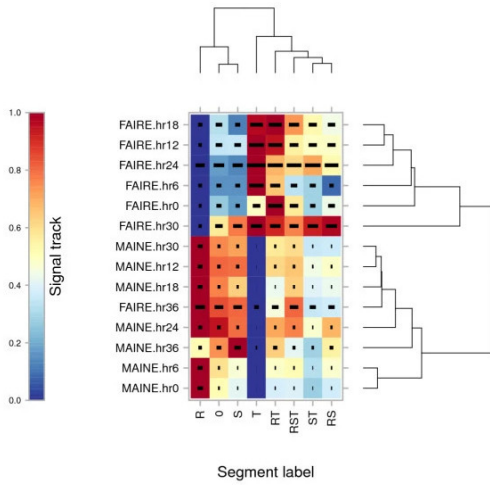 1.0
0.8
0.6
0.4
0.2
0.0
Signal track
FAIRE.hr18
FAIRE.hr12
FAIRE.hr24
FAIRE.hr6
FAIRE.hr0
FAIRE.hr30
MAINE.hr30
MAINE.hr12
MAINE.hr18
FAIRE.hr36
MAINE.hr24
MAINE.hr36
MAINE.hr6
MAINE.hr0
R 0 S T RT RST ST RS
Segment label